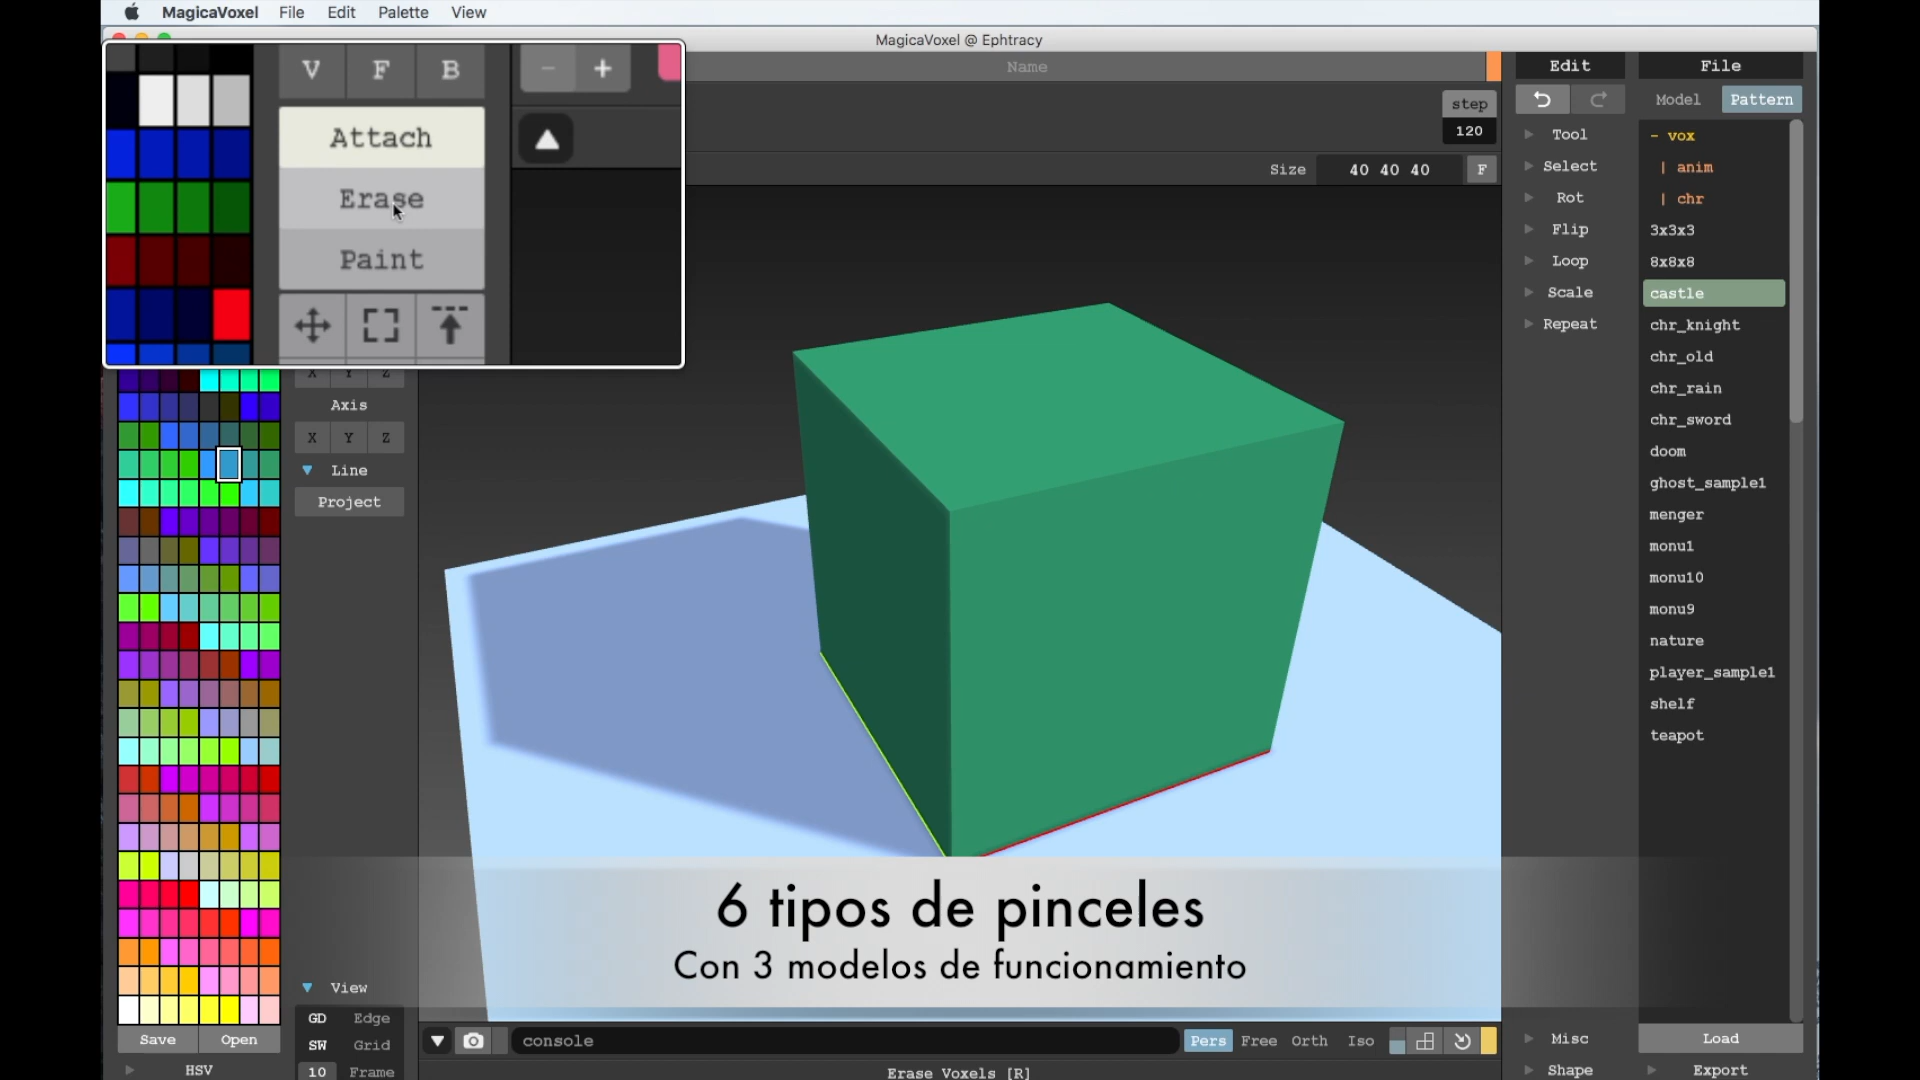 MagicaVoxel File Edit Palette View
MagicaVoxel @ Ephtracy
V F B
- +
Attach
Erase
Paint
Name
step
120
Size 40 40 40 F
Edit
Tool
Select
Rot
Flip
Loop
Scale
Repeat
File
Model Pattern
- vox
| anim
| chr
3x3x3
8x8x8
castle
chr_knight
chr_old
chr_rain
chr_sword
doom
ghost_sample1
menger
monu1
monu10
monu9
nature
player_sample1
shelf
teapot
X Y Z
Axis
X Y Z
Line
Project
6 tipos de pinceles
Con 3 modelos de funcionamiento
View
GD Edge
SW Grid
10 Frame
Save Open
HSV
console
Pers Free Orth Iso
Erase Voxels [R]
Misc
Shape
Load
Export